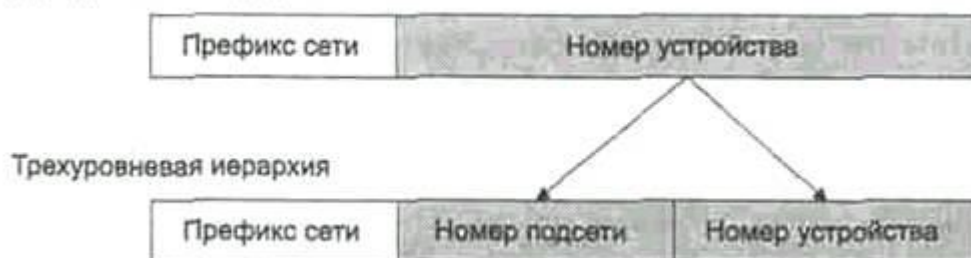 Префикс сети Номер устройства
Трехуровневая иерархия
Префикс сети Номер подсети Номер устройства